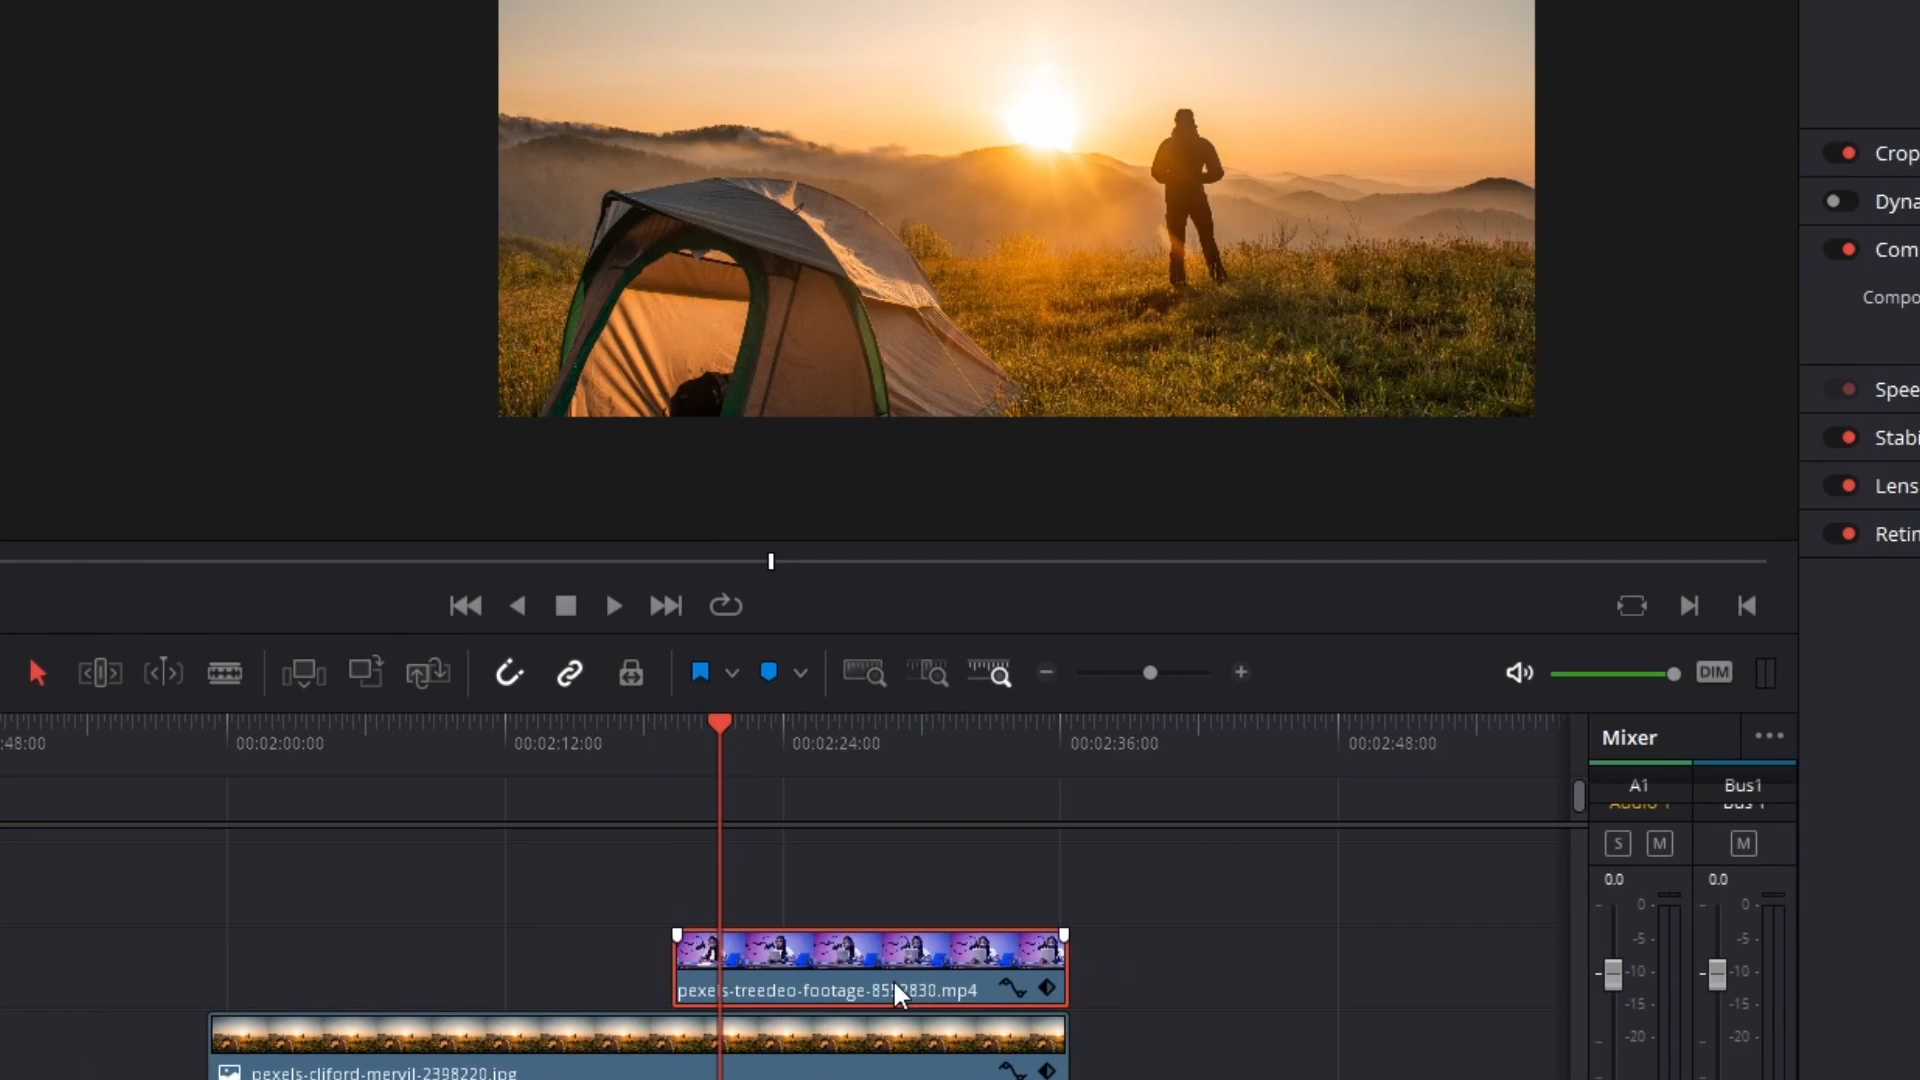 Crop
Dyna
Com
Compo
Spee
Stabi
Lens
Retin
DIM
:48:00
00:02:00:00
00:02:12:00
00:02:24:00
00:02:36:00
00:02:48:00
Mixer
A1
Bus1
Audio 1
Bus 1
S
M
M
0.0
0.0
0
0
-5
-5
-10
-10
-15
-15
-20
-20
pexels-treedeo-footage-8552830.mp4
pexels-cliford-mervil-2398220.jpg